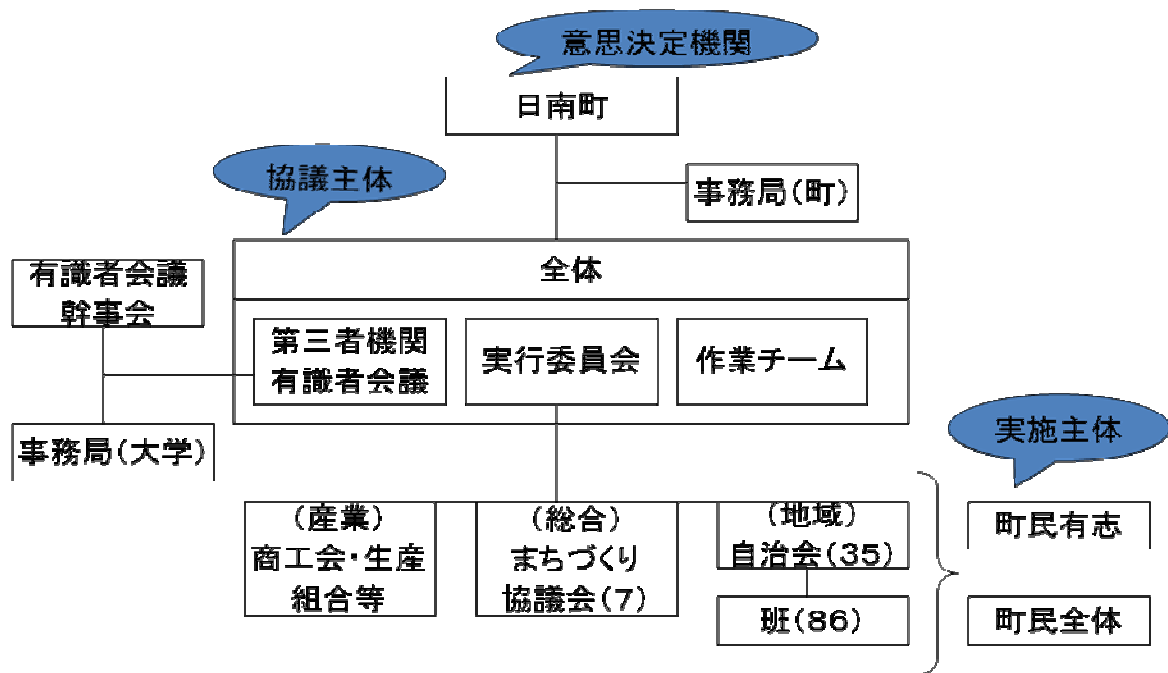 意思決定機関
日南町
協議主体
事務局(町)
全体
有識者会議
幹事会
第三者機関
有識者会議
実行委員会
作業チーム
事務局(大学)
実施主体
(産業)
商工会・生産
組合等
(総合)
まちづくり
協議会(7)
(地域)
自治会(35)
班(86)
町民有志
町民全体